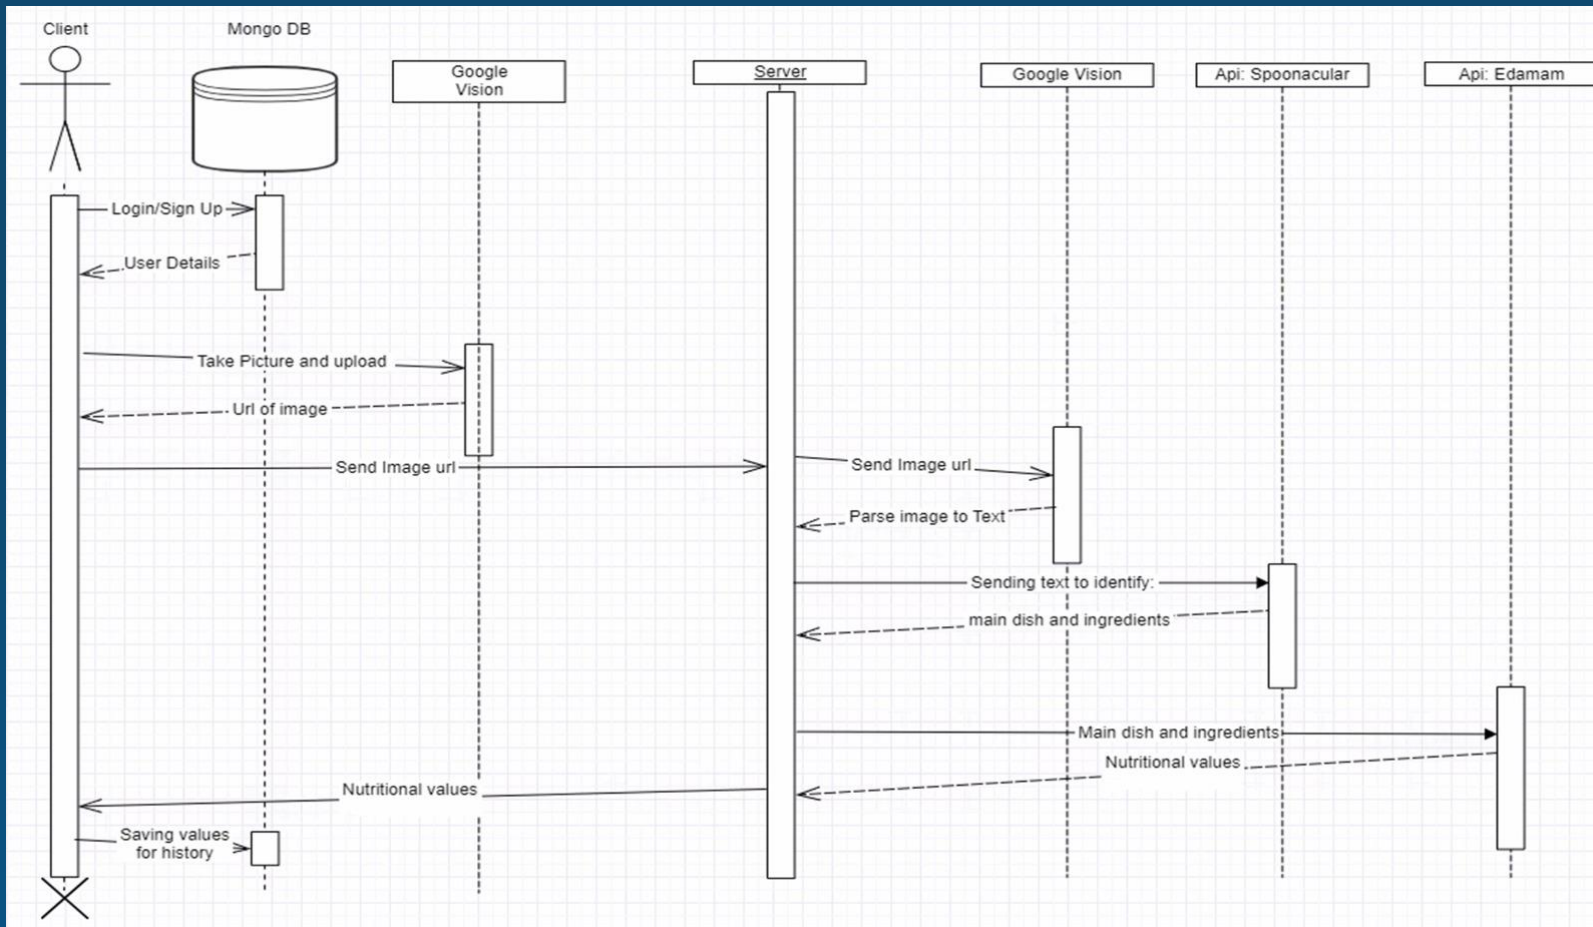 Client
Mongo DB
Google
Vision
Server
Google Vision
Api: Spoonacular
Api: Edamam
Login/Sign Up
User Details
Take Picture and upload
Url of image
Send Image url
Send Image url
Parse image to Text
Sending text to identify:
main dish and ingredients
Main dish and ingredients
Nutritional values
Nutritional values
Saving values
for history